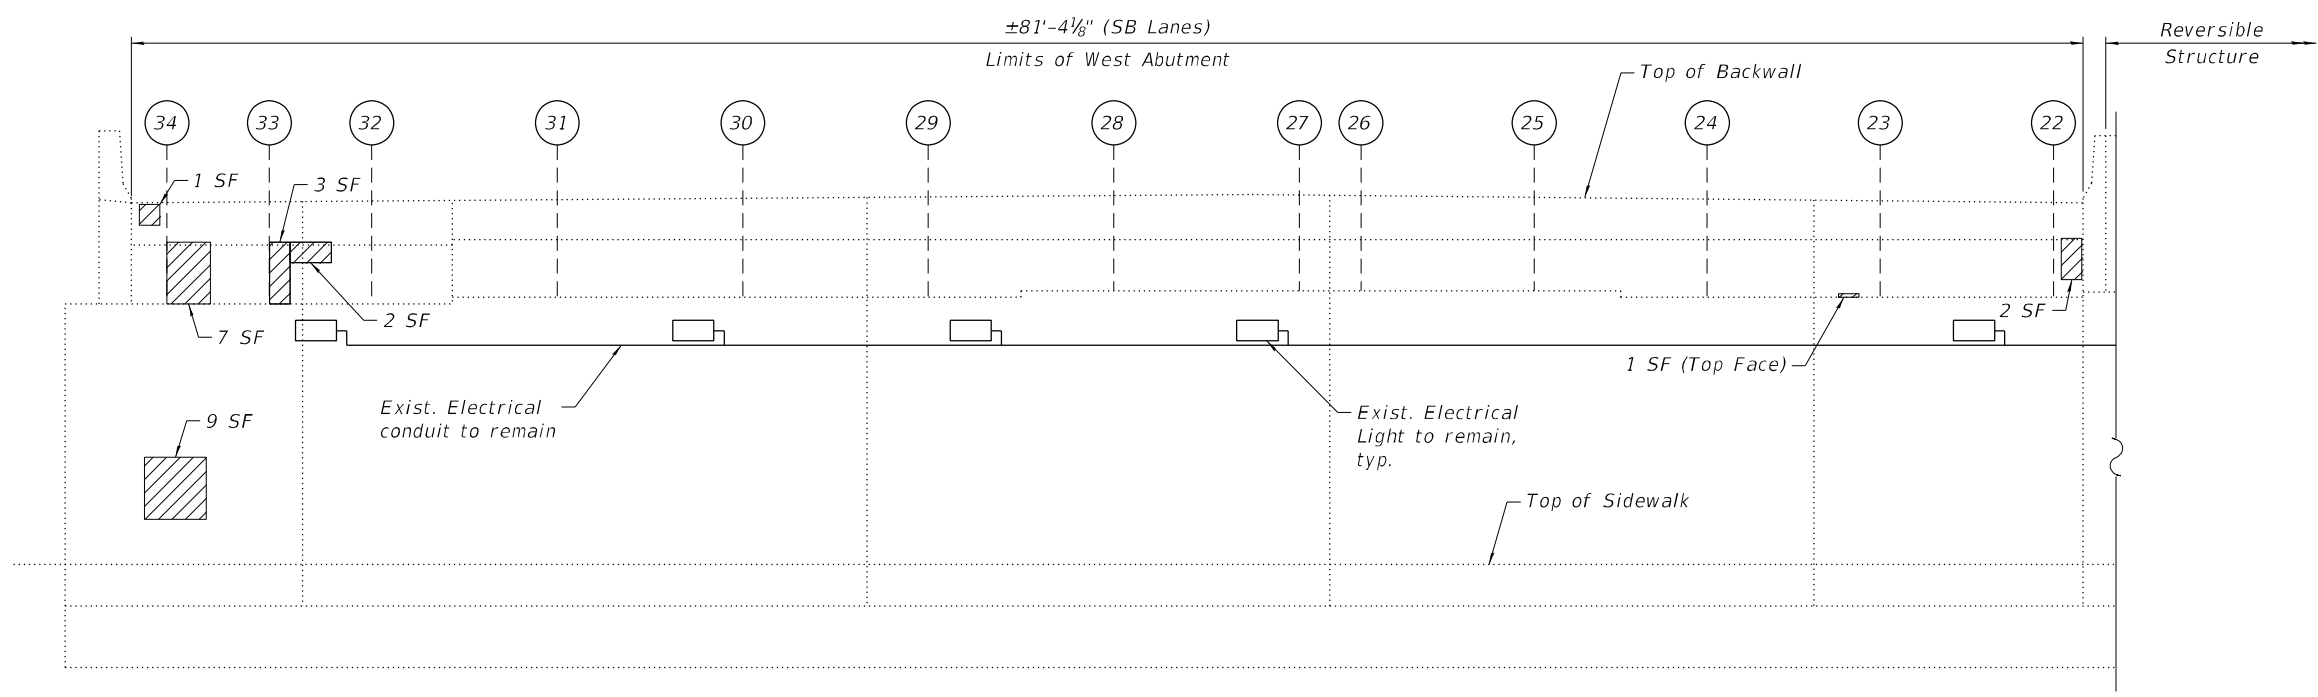 ±81'-4⅛" (SB Lanes)
Limits of West Abutment
Reversible
Structure
Top of Backwall
34
33
32
31
30
29
28
27
26
25
24
23
22
1 SF
3 SF
2 SF
7 SF
2 SF
1 SF (Top Face)
Exist. Electrical
conduit to remain
Exist. Electrical
Light to remain,
typ.
9 SF
Top of Sidewalk